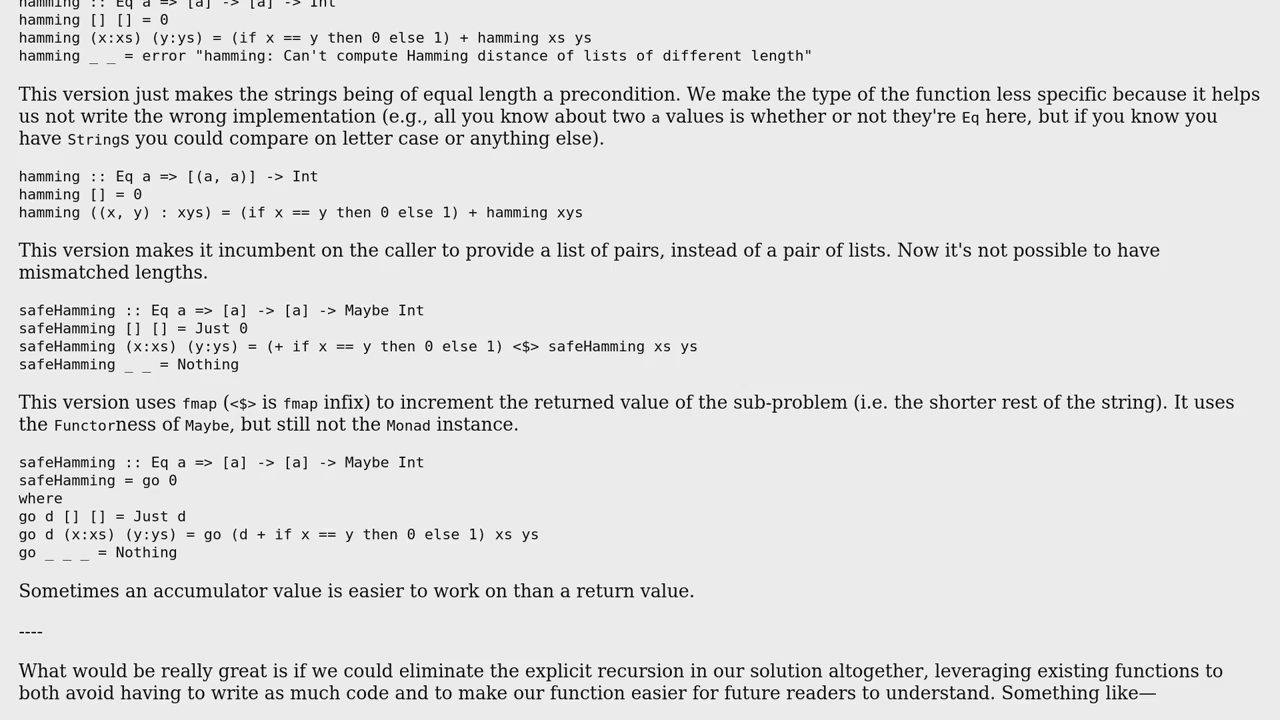 hamming :: Eq a => [a] -> [a] -> Int
hamming [] [] = 0
hamming (x:xs) (y:ys) = (if x == y then 0 else 1) + hamming xs ys
hamming _ _ = error "hamming: Can't compute Hamming distance of lists of different length"
This version just makes the strings being of equal length a precondition. We make the type of the function less specific because it helps
us not write the wrong implementation (e.g., all you know about two a values is whether or not they're Eq here, but if you know you
have Strings you could compare on letter case or anything else).
hamming :: Eq a => [(a, a)] -> Int
hamming [] = 0
hamming ((x, y) : xys) = (if x == y then 0 else 1) + hamming xys
This version makes it incumbent on the caller to provide a list of pairs, instead of a pair of lists. Now it's not possible to have
mismatched lengths.
safeHamming :: Eq a => [a] -> [a] -> Maybe Int
safeHamming [] [] = Just 0
safeHamming (x:xs) (y:ys) = (+ if x == y then 0 else 1) <$> safeHamming xs ys
safeHamming _ _ = Nothing
This version uses fmap (<$> is fmap infix) to increment the returned value of the sub-problem (i.e. the shorter rest of the string). It uses
the Functorness of Maybe, but still not the Monad instance.
safeHamming :: Eq a => [a] -> [a] -> Maybe Int
safeHamming = go 0
where
go d [] [] = Just d
go d (x:xs) (y:ys) = go (d + if x == y then 0 else 1) xs ys
go _ _ _ = Nothing
Sometimes an accumulator value is easier to work on than a return value.
----
What would be really great is if we could eliminate the explicit recursion in our solution altogether, leveraging existing functions to
both avoid having to write as much code and to make our function easier for future readers to understand. Something like—